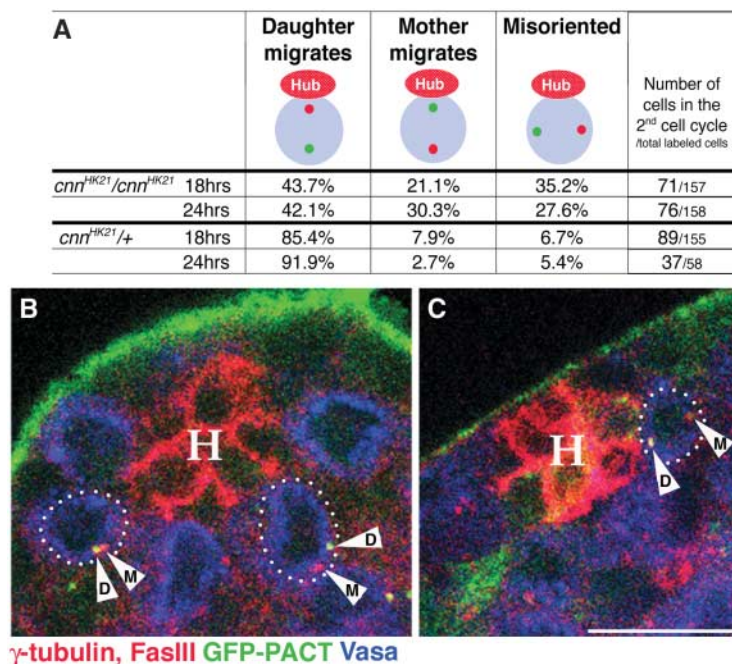 A
Daughter migrates
Mother migrates
Misoriented
Number of cells in the 2nd cell cycle /total labeled cells
Hub
Hub
Hub
cnnHK21/cnnHK21 18hrs 43.7% 21.1% 35.2% 71/157
24hrs 42.1% 30.3% 27.6% 76/158
cnnHK21/+ 18hrs 85.4% 7.9% 6.7% 89/155
24hrs 91.9% 2.7% 5.4% 37/58
B
H
D
M
D
M
C
H
M
D
γ-tubulin, FasIII GFP-PACT Vasa